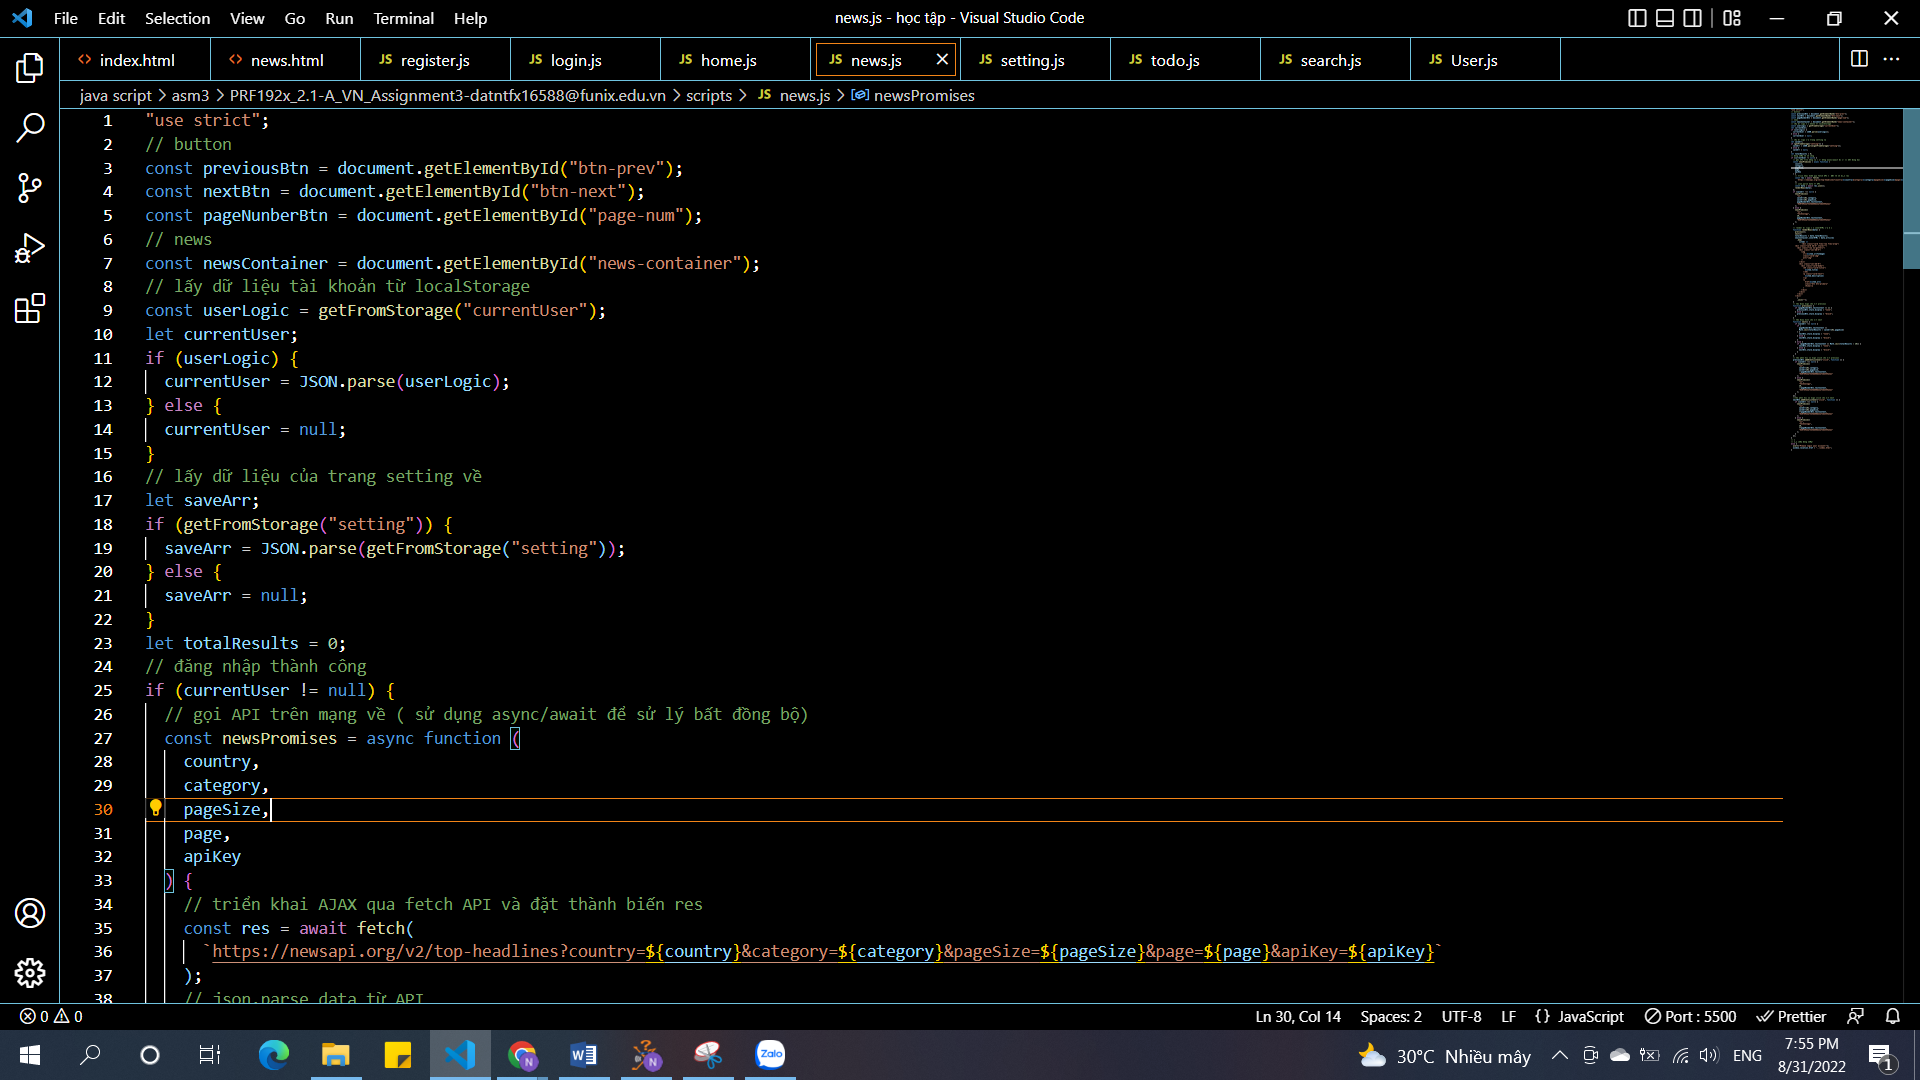 File Edit Selection View Go Run Terminal Help
news.js - học tập - Visual Studio Code
index.html news.html JS register.js JS login.js JS home.js JS news.js JS setting.js JS todo.js JS search.js JS User.js
java script > asm3 > PRF192x_2.1-A_VN_Assignment3-datntfx16588@funix.edu.vn > scripts > JS news.js > newsPromises
1 "use strict";
2 // button
3 const previousBtn = document.getElementById("btn-prev");
4 const nextBtn = document.getElementById("btn-next");
5 const pageNunberBtn = document.getElementById("page-num");
6 // news
7 const newsContainer = document.getElementById("news-container");
8 // lấy dữ liệu tài khoản từ localStorage
9 const userLogic = getFromStorage("currentUser");
10 let currentUser;
11 if (userLogic) {
12 currentUser = JSON.parse(userLogic);
13 } else {
14 currentUser = null;
15 }
16 // lấy dữ liệu của trang setting về
17 let saveArr;
18 if (getFromStorage("setting")) {
19 saveArr = JSON.parse(getFromStorage("setting"));
20 } else {
21 saveArr = null;
22 }
23 let totalResults = 0;
24 // đăng nhập thành công
25 if (currentUser != null) {
26 // gọi API trên mạng về ( sử dụng async/await để sử lý bất đồng bộ)
27 const newsPromises = async function (
28 country,
29 category,
30 pageSize,
31 page,
32 apiKey
33 ) {
34 // triển khai AJAX qua fetch API và đặt thành biến res
35 const res = await fetch(
36 `https://newsapi.org/v2/top-headlines?country=${country}&category=${category}&pageSize=${pageSize}&page=${page}&apiKey=${apiKey}`
37 );
38 // json.parse data từ API
0 0 Ln 30, Col 14 Spaces: 2 UTF-8 LF {} JavaScript Port : 5500 Prettier
N N Zalo 30°C Nhiều mây ENG 7:55 PM
8/31/2022 1